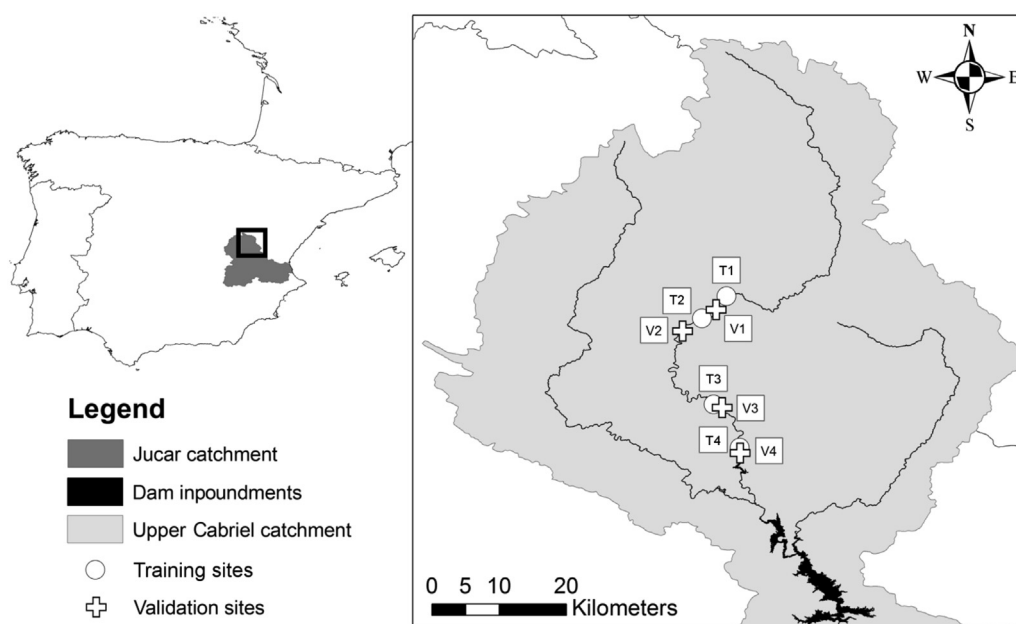 Legend
Jucar catchment
Dam inpoundments
Upper Cabriel catchment
Training sites
Validation sites
N
W E
S
T1
T2
V2 V1
T3
V3
T4 V4
0 5 10 20
Kilometers